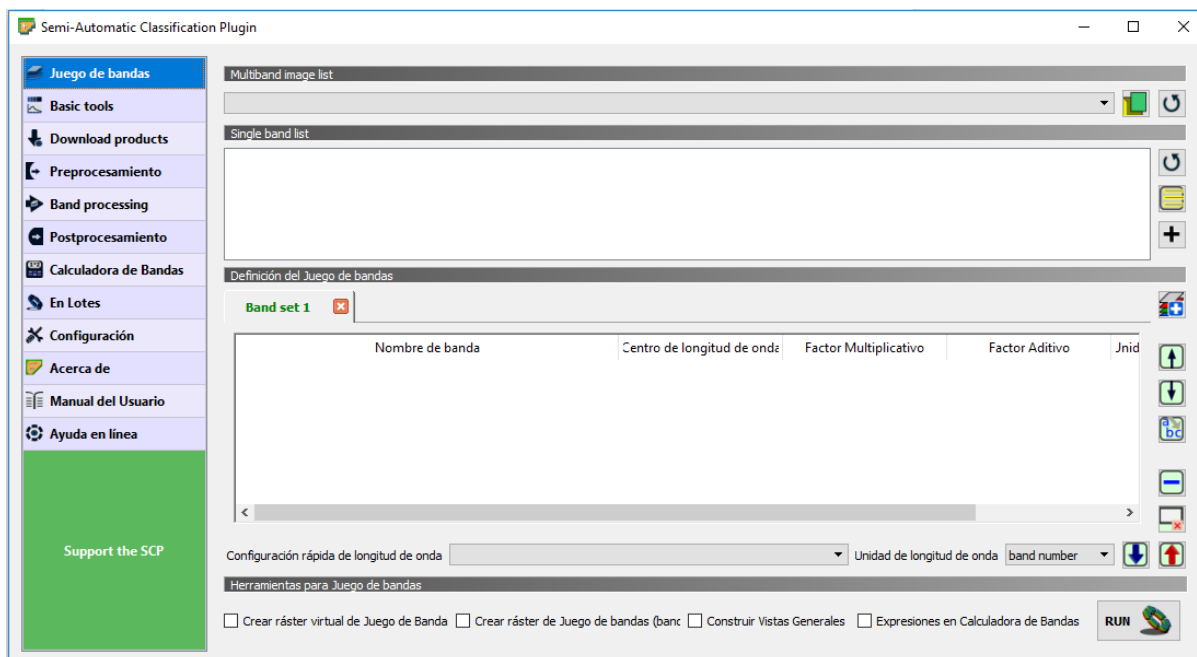 Semi-Automatic Classification Plugin
Juego de bandas
Basic tools
Download products
Preprocesamiento
Band processing
Postprocesamiento
Calculadora de Bandas
En Lotes
Configuración
Acerca de
Manual del Usuario
Ayuda en línea
Support the SCP
Multiband image list
Single band list
Definición del Juego de bandas
Band set 1
Nombre de banda Centro de longitud de onda Factor Multiplicativo Factor Aditivo Unid
Configuración rápida de longitud de onda Unidad de longitud de onda band number
Herramientas para Juego de bandas
Crear ráster virtual de Juego de Banda Crear ráster de Juego de bandas (banc Construir Vistas Generales Expresiones en Calculadora de Bandas RUN